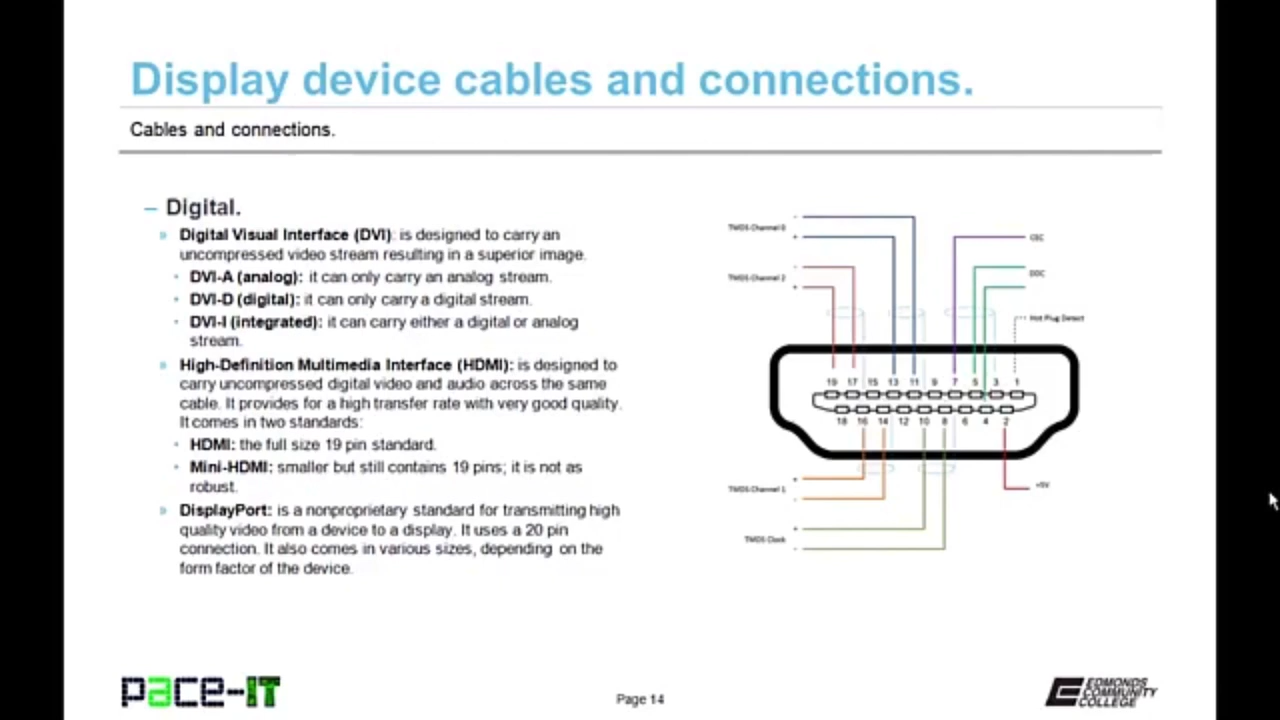 Display device cables and connections.
Cables and connections.
– Digital.
» Digital Visual Interface (DVI): is designed to carry an
uncompressed video stream resulting in a superior image.
• DVI-A (analog): it can only carry an analog stream.
• DVI-D (digital): it can only carry a digital stream.
• DVI-I (integrated): it can carry either a digital or analog
stream.
» High-Definition Multimedia Interface (HDMI): is designed to
carry uncompressed digital video and audio across the same
cable. It provides for a high transfer rate with very good quality.
It comes in two standards:
• HDMI: the full size 19 pin standard.
• Mini-HDMI: smaller but still contains 19 pins; it is not as
robust.
» DisplayPort: is a nonproprietary standard for transmitting high
quality video from a device to a display. It uses a 20 pin
connection. It also comes in various sizes, depending on the
form factor of the device.
TMDS Channel 0 - +
TMDS Channel 2 - +
CEC
DDC
Hot Plug Detect
19 17 15 13 11 9 7 5 3 1
18 16 14 12 10 8 6 4 2
TMDS Channel 1 + -
TMDS Clock + -
+5V
pace-IT
Page 14
EDMONDS
COMMUNITY
COLLEGE